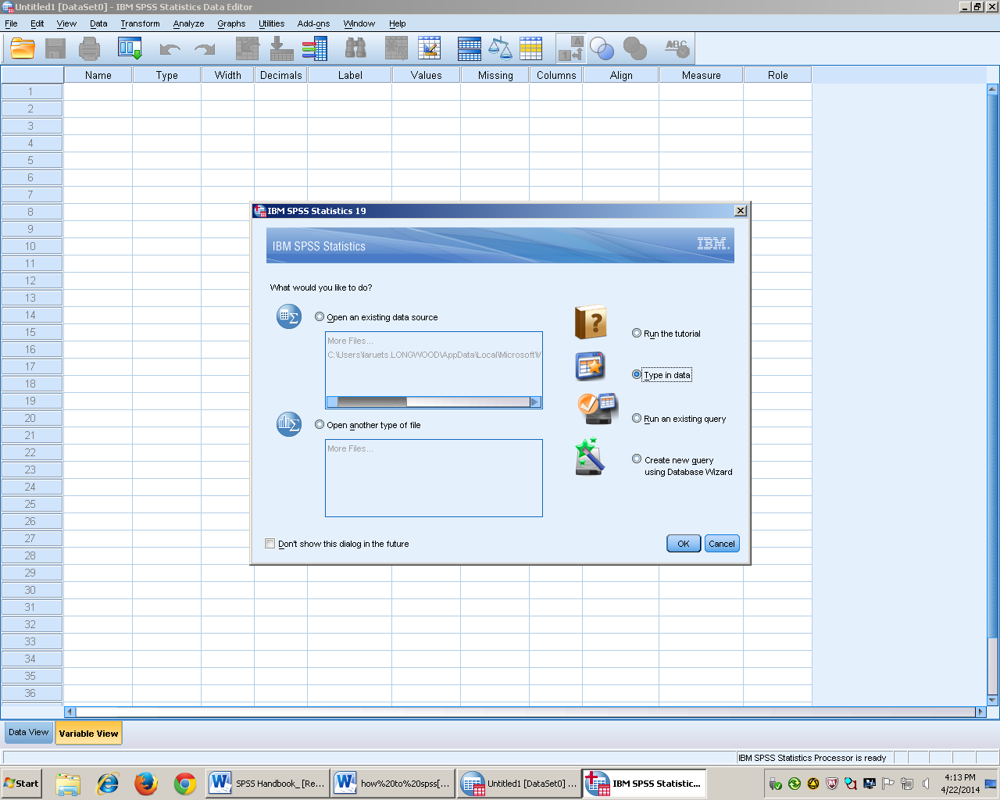 Untitled1 [DataSet0] - IBM SPSS Statistics Data Editor
File Edit View Data Transform Analyze Graphs Utilities Add-ons Window Help
Name Type Width Decimals Label Values Missing Columns Align Measure Role
1
2
3
4
5
6
7
8
9
10
11
12
13
14
15
16
17
18
19
20
21
22
23
24
25
26
27
28
29
30
31
32
33
34
35
36
IBM SPSS Statistics 19
IBM SPSS Statistics IBM.
What would you like to do?
Open an existing data source
More Files...
C:\Users\laruets.LONGWOOD\AppData\Local\Microsoft\
Open another type of file
More Files...
Run the tutorial
Type in data
Run an existing query
Create new query
using Database Wizard
Don't show this dialog in the future
OK Cancel
Data View Variable View
IBM SPSS Statistics Processor is ready
Start SPSS Handbook_ [Re... how%20to%20spss[... Untitled1 [DataSet0] ... IBM SPSS Statistic...
4:13 PM
4/22/2014